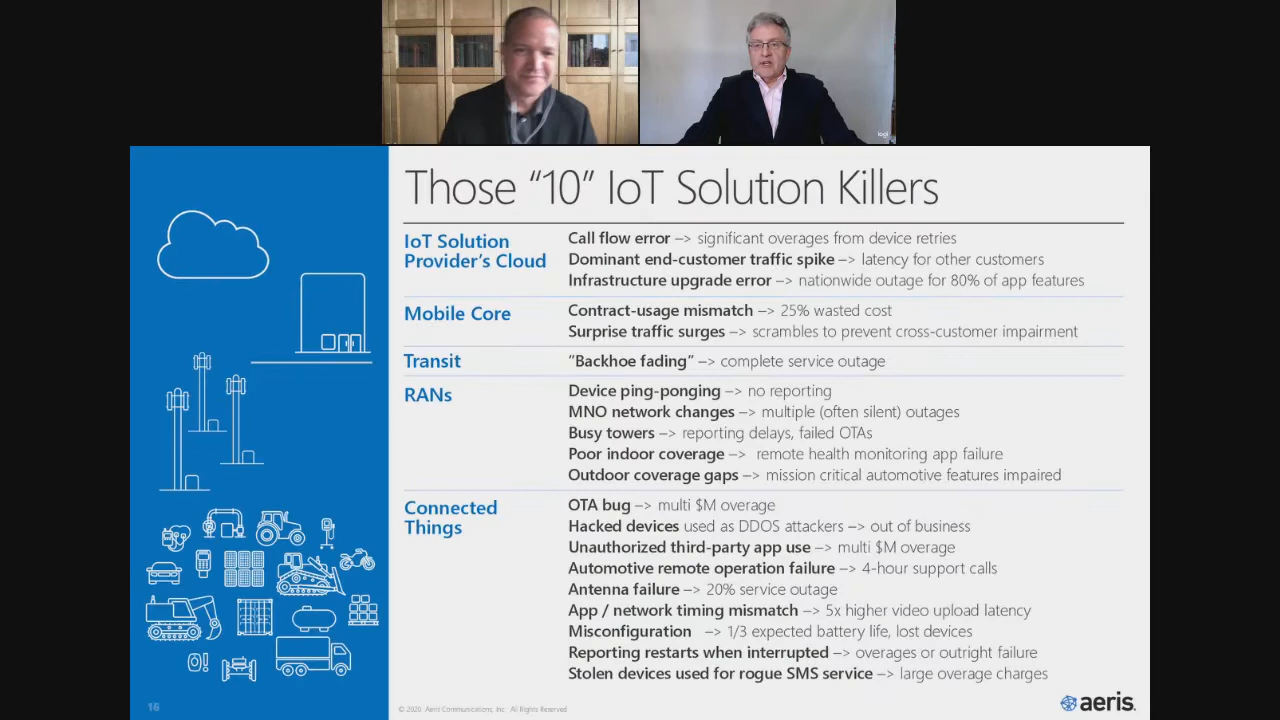 logi
Those “10” IoT Solution Killers
IoT Solution
Provider’s Cloud
Call flow error –> significant overages from device retries
Dominant end-customer traffic spike –> latency for other customers
Infrastructure upgrade error –> nationwide outage for 80% of app features
Mobile Core
Contract-usage mismatch –> 25% wasted cost
Surprise traffic surges –> scrambles to prevent cross-customer impairment
Transit
"Backhoe fading" –> complete service outage
RANs
Device ping-ponging –> no reporting
MNO network changes –> multiple (often silent) outages
Busy towers –> reporting delays, failed OTAs
Poor indoor coverage –> remote health monitoring app failure
Outdoor coverage gaps –> mission critical automotive features impaired
Connected
Things
OTA bug –> multi $M overage
Hacked devices used as DDOS attackers –> out of business
Unauthorized third-party app use –> multi $M overage
Automotive remote operation failure –> 4-hour support calls
Antenna failure –> 20% service outage
App / network timing mismatch –> 5x higher video upload latency
Misconfiguration –> 1/3 expected battery life, lost devices
Reporting restarts when interrupted –> overages or outright failure
Stolen devices used for rogue SMS service –> large overage charges
16
© 2020 Aeris Communications, Inc. All Rights Reserved
aeris.